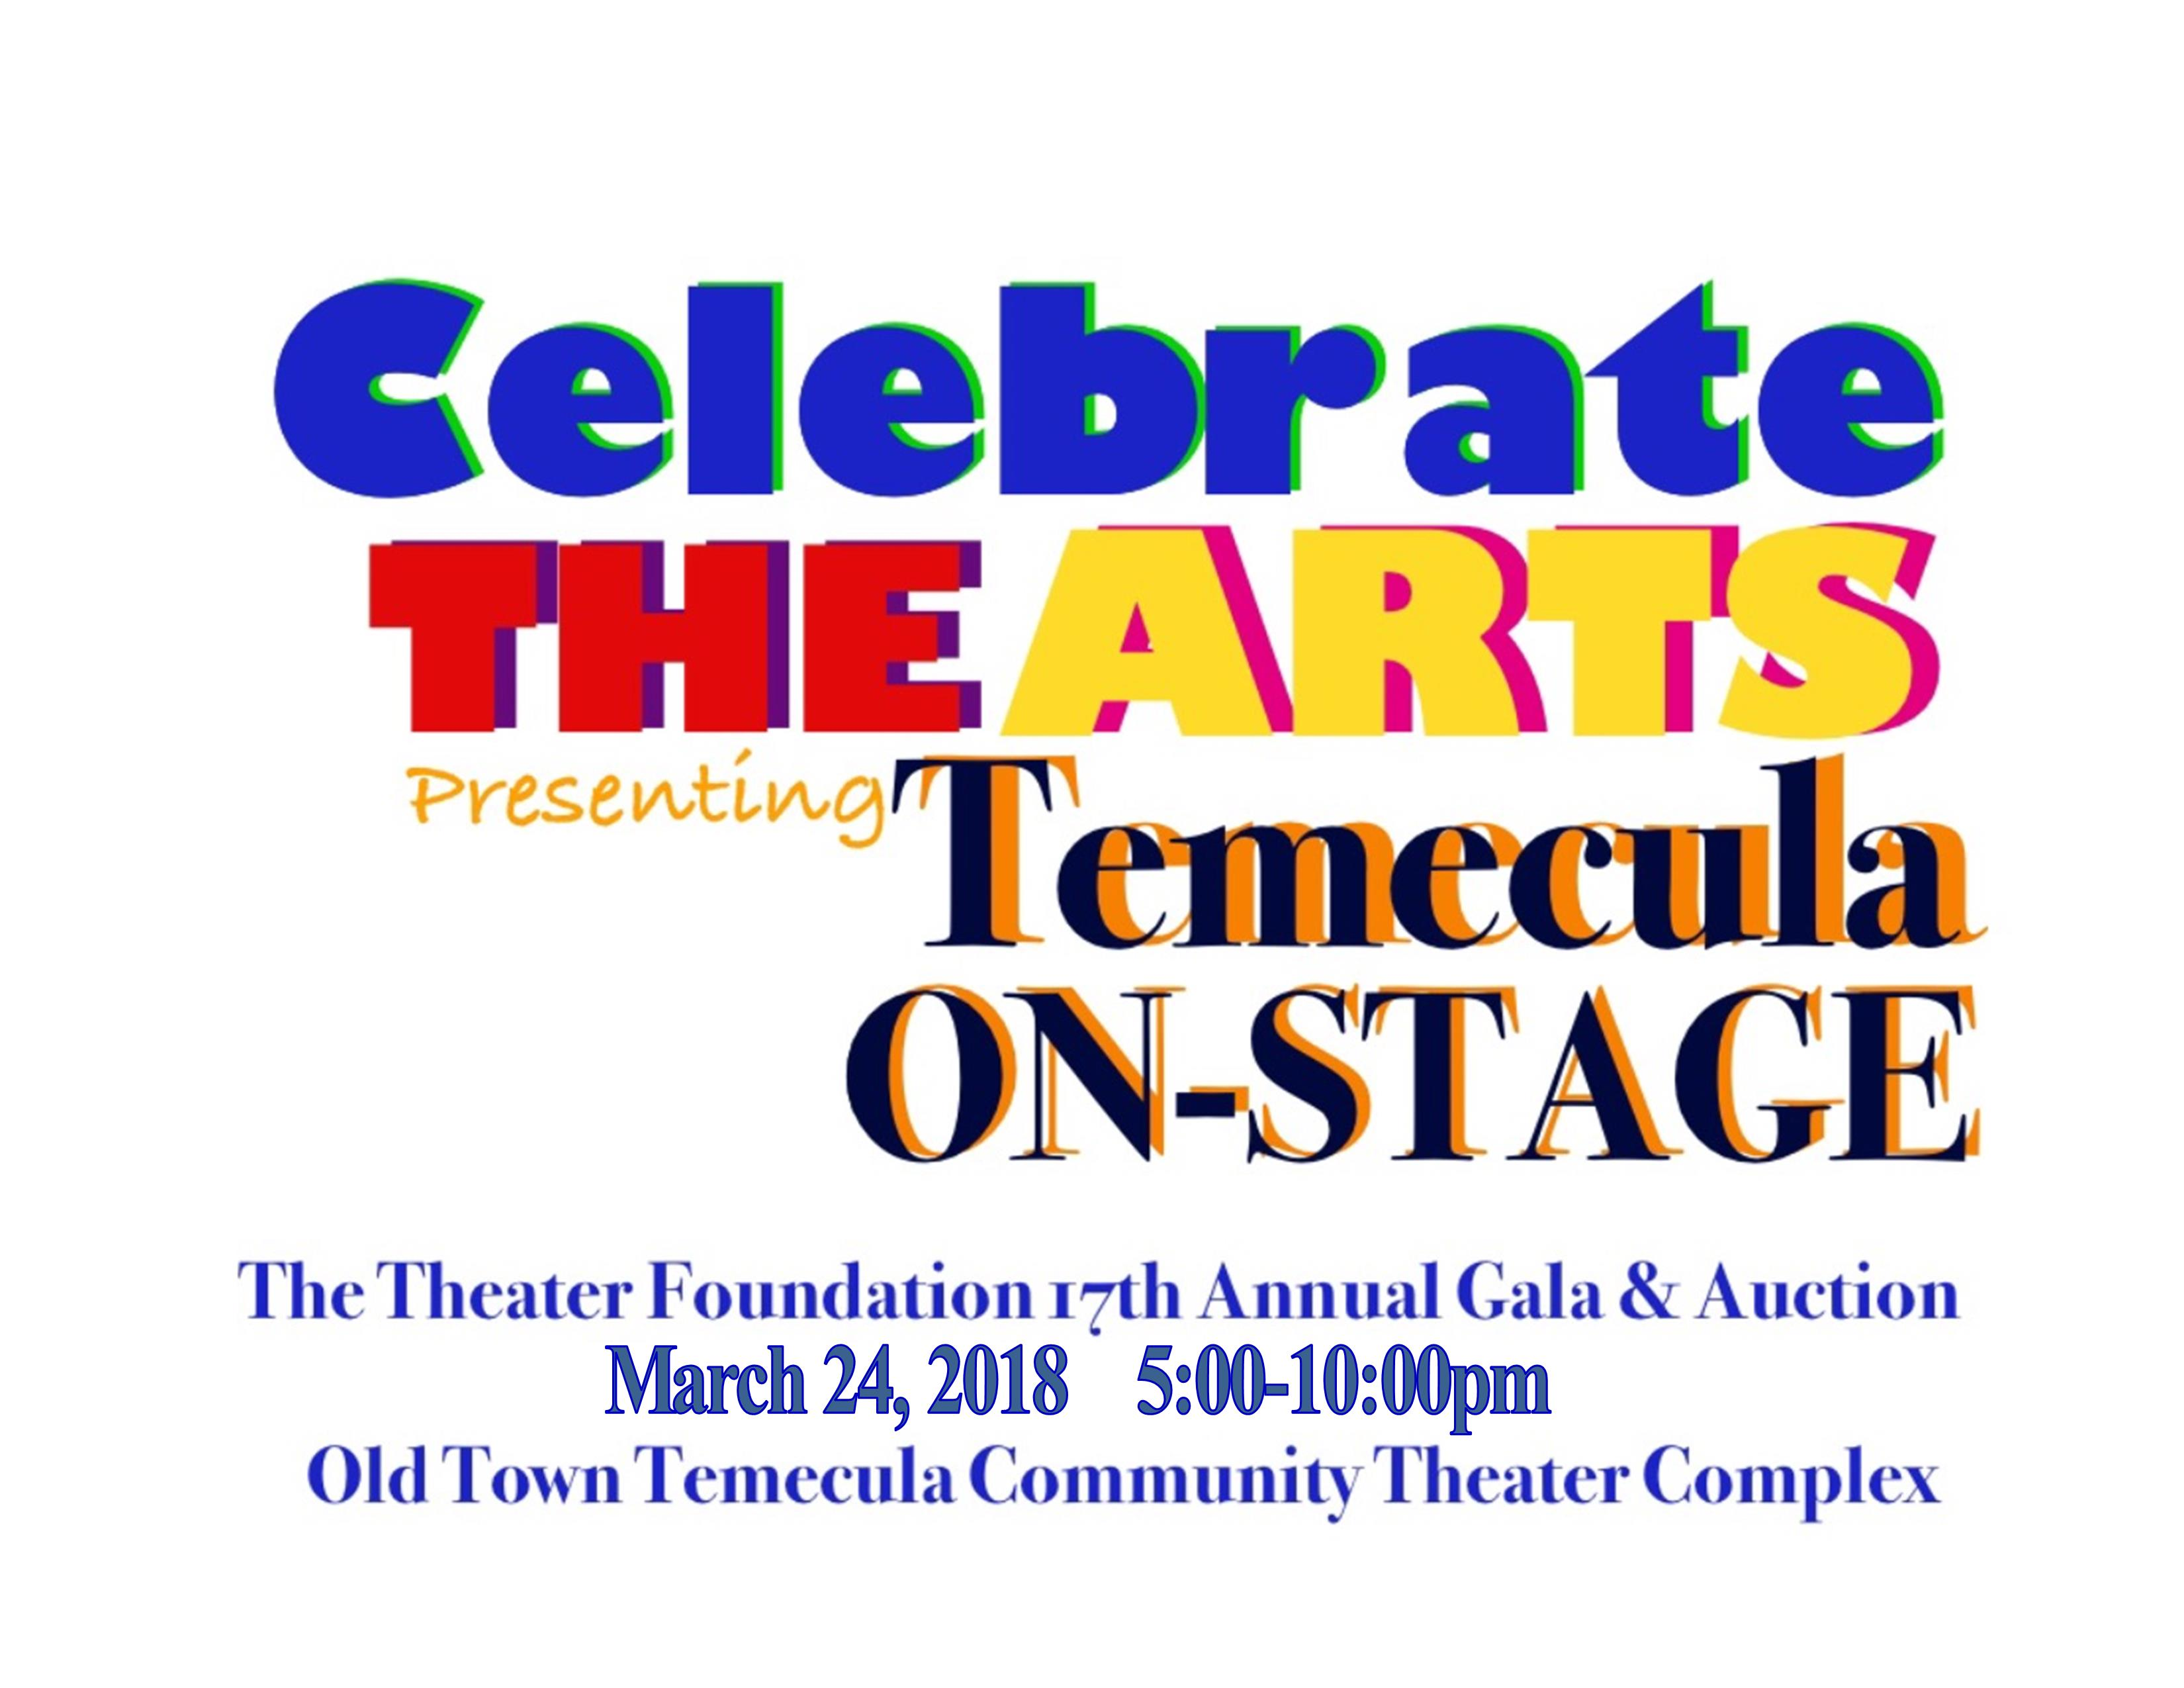 Celebrate
THE ARTS
Presenting Temecula
ON-STAGE
The Theater Foundation 17th Annual Gala & Auction
March 24, 2018 5:00-10:00pm
Old Town Temecula Community Theater Complex